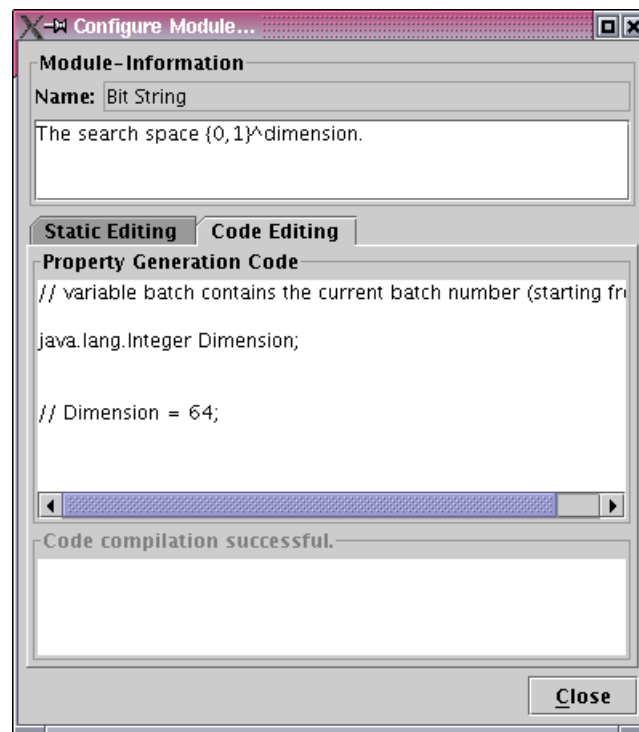 Configure Module...
Module-Information
Name: Bit String
The search space {0,1}^dimension.
Static Editing Code Editing
Property Generation Code
// variable batch contains the current batch number (starting
java.lang.Integer Dimension;
// Dimension = 64;
Code compilation successful.
Close